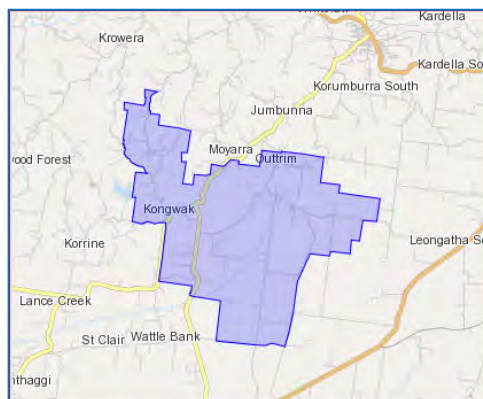 Kardella
Krowera
Kardella So
Korumburra South
Jumbunna
Moyarra
Outtrim
ood Forest
Kongwak
Korrine
Leongatha So
Lance Creek
St Clair
Wattle Bank
nthaggi